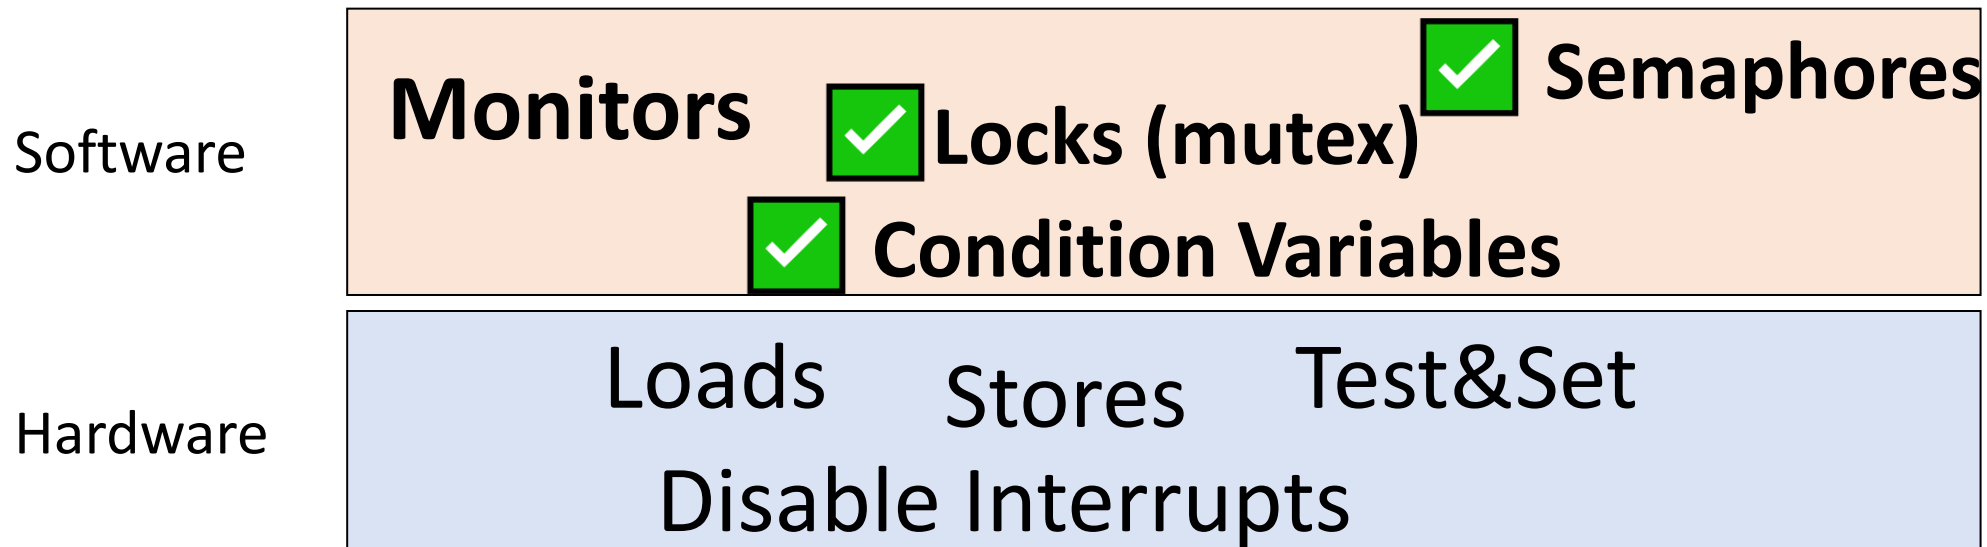 Software
Monitors
Locks (mutex)
Semaphores
Condition Variables
Hardware
Loads
Stores
Test&Set
Disable Interrupts